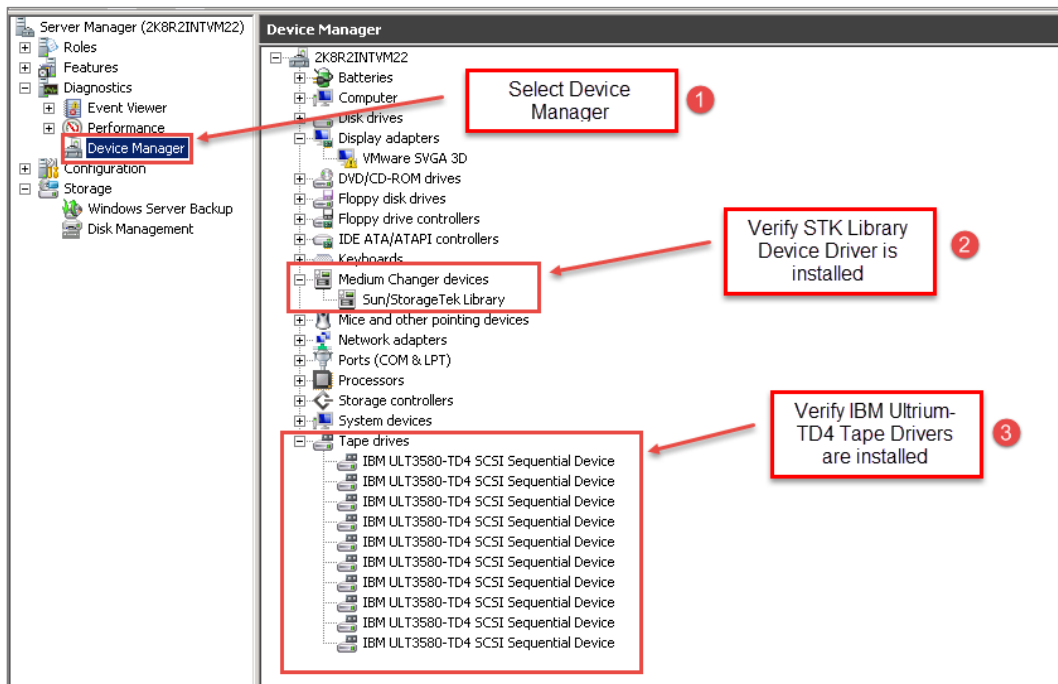 Server Manager (2K8R2INTVM22)
Roles
Features
Diagnostics
Event Viewer
Performance
Device Manager
Configuration
Storage
Windows Server Backup
Disk Management
Device Manager
2K8R2INTVM22
Batteries
Computer
Disk drives
Display adapters
VMware SVGA 3D
DVD/CD-ROM drives
Floppy disk drives
Floppy drive controllers
IDE ATA/ATAPI controllers
Keyboards
Medium Changer devices
Sun/StorageTek Library
Mice and other pointing devices
Network adapters
Ports (COM & LPT)
Processors
Storage controllers
System devices
Tape drives
IBM ULT3580-TD4 SCSI Sequential Device
IBM ULT3580-TD4 SCSI Sequential Device
IBM ULT3580-TD4 SCSI Sequential Device
IBM ULT3580-TD4 SCSI Sequential Device
IBM ULT3580-TD4 SCSI Sequential Device
IBM ULT3580-TD4 SCSI Sequential Device
IBM ULT3580-TD4 SCSI Sequential Device
IBM ULT3580-TD4 SCSI Sequential Device
IBM ULT3580-TD4 SCSI Sequential Device
IBM ULT3580-TD4 SCSI Sequential Device
Select Device
Manager
1
Verify STK Library
Device Driver is
installed
2
Verify IBM Ultrium-
TD4 Tape Drivers
are installed
3